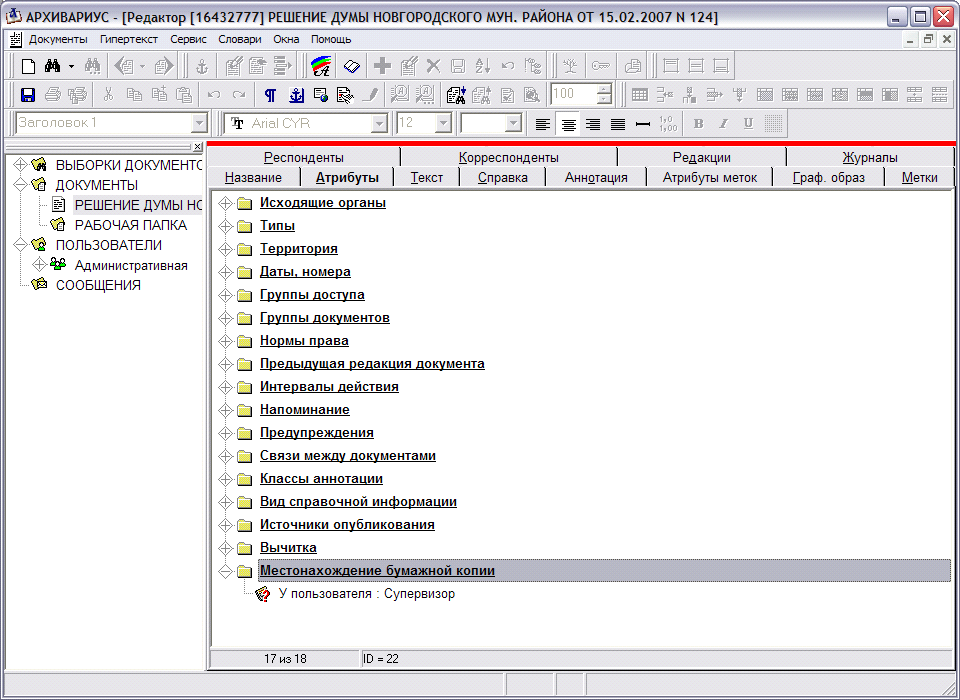 АРХИВАРИУС - [Редактор [16432777] РЕШЕНИЕ ДУМЫ НОВГОРОДСКОГО МУН. РАЙОНА ОТ 15.02.2007 N 124]
Документы Гипертекст Сервис Словари Окна Помощь
100
Заголовок 1 Arial CYR 12
Респонденты Корреспонденты Редакции Журналы
Название Атрибуты Текст Справка Аннотация Атрибуты меток Граф. образ Метки
ВЫБОРКИ ДОКУМЕНТО
ДОКУМЕНТЫ
РЕШЕНИЕ ДУМЫ НО
РАБОЧАЯ ПАПКА
ПОЛЬЗОВАТЕЛИ
Административная
СООБЩЕНИЯ
Исходящие органы
Типы
Территория
Даты, номера
Группы доступа
Группы документов
Нормы права
Предыдущая редакция документа
Интервалы действия
Напоминание
Предупреждения
Связи между документами
Классы аннотации
Вид справочной информации
Источники опубликования
Вычитка
Местонахождение бумажной копии
У пользователя : Супервизор
17 из 18 ID = 22